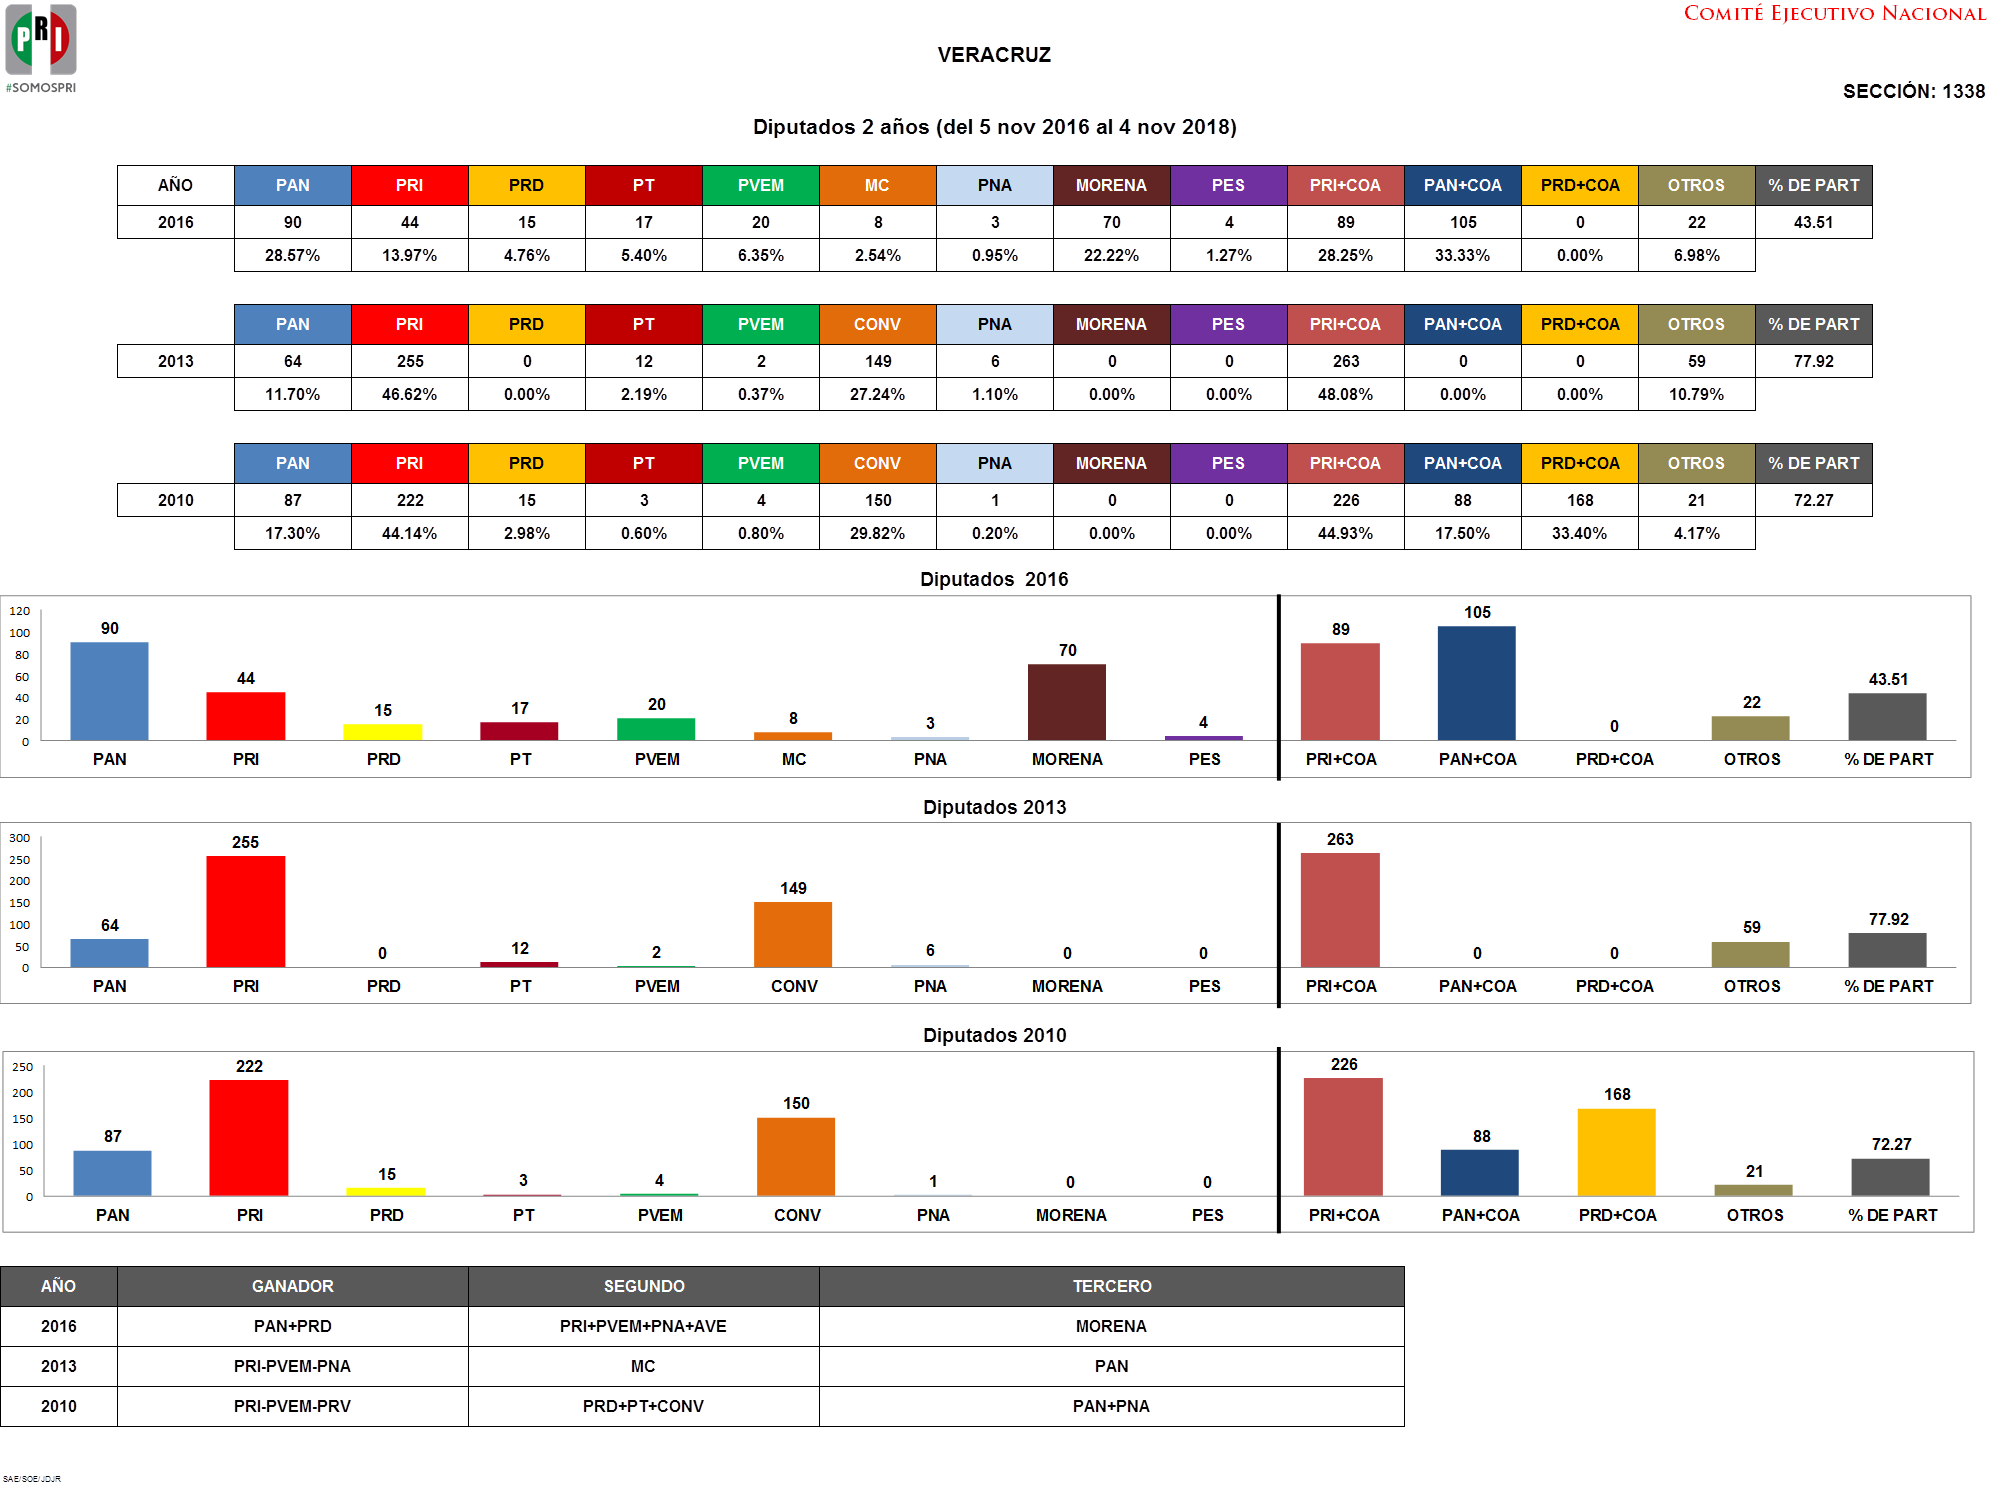 COMITÉ EJECUTIVO NACIONAL
PRI
#SOMOSPRI
VERACRUZ
SECCIÓN: 1338
Diputados 2 años (del 5 nov 2016 al 4 nov 2018)
AÑO PAN PRI PRD PT PVEM MC PNA MORENA PES PRI+COA PAN+COA PRD+COA OTROS % DE PART
2016 90 44 15 17 20 8 3 70 4 89 105 0 22 43.51
28.57% 13.97% 4.76% 5.40% 6.35% 2.54% 0.95% 22.22% 1.27% 28.25% 33.33% 0.00% 6.98%
PAN PRI PRD PT PVEM CONV PNA MORENA PES PRI+COA PAN+COA PRD+COA OTROS % DE PART
2013 64 255 0 12 2 149 6 0 0 263 0 0 59 77.92
11.70% 46.62% 0.00% 2.19% 0.37% 27.24% 1.10% 0.00% 0.00% 48.08% 0.00% 0.00% 10.79%
PAN PRI PRD PT PVEM CONV PNA MORENA PES PRI+COA PAN+COA PRD+COA OTROS % DE PART
2010 87 222 15 3 4 150 1 0 0 226 88 168 21 72.27
17.30% 44.14% 2.98% 0.60% 0.80% 29.82% 0.20% 0.00% 0.00% 44.93% 17.50% 33.40% 4.17%
Diputados 2016
120
100
80
60
40
20
0
90 44 15 17 20 8 3 70 4 89 105 0 22 43.51
PAN PRI PRD PT PVEM MC PNA MORENA PES PRI+COA PAN+COA PRD+COA OTROS % DE PART
Diputados 2013
300
250
200
150
100
50
0
64 255 0 12 2 149 6 0 0 263 0 0 59 77.92
PAN PRI PRD PT PVEM CONV PNA MORENA PES PRI+COA PAN+COA PRD+COA OTROS % DE PART
Diputados 2010
250
200
150
100
50
0
87 222 15 3 4 150 1 0 0 226 88 168 21 72.27
PAN PRI PRD PT PVEM CONV PNA MORENA PES PRI+COA PAN+COA PRD+COA OTROS % DE PART
AÑO GANADOR SEGUNDO TERCERO
2016 PAN+PRD PRI+PVEM+PNA+AVE MORENA
2013 PRI-PVEM-PNA MC PAN
2010 PRI-PVEM-PRV PRD+PT+CONV PAN+PNA
SAE/SOE/JDJR